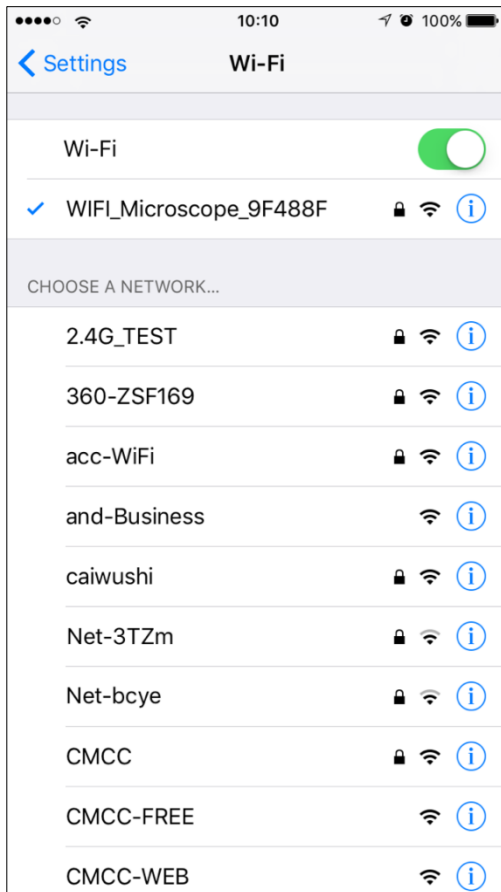 10:10 100%
Settings Wi-Fi
Wi-Fi
WIFI_Microscope_9F488F
CHOOSE A NETWORK...
2.4G_TEST
360-ZSF169
acc-WiFi
and-Business
caiwushi
Net-3TZm
Net-bcye
CMCC
CMCC-FREE
CMCC-WEB